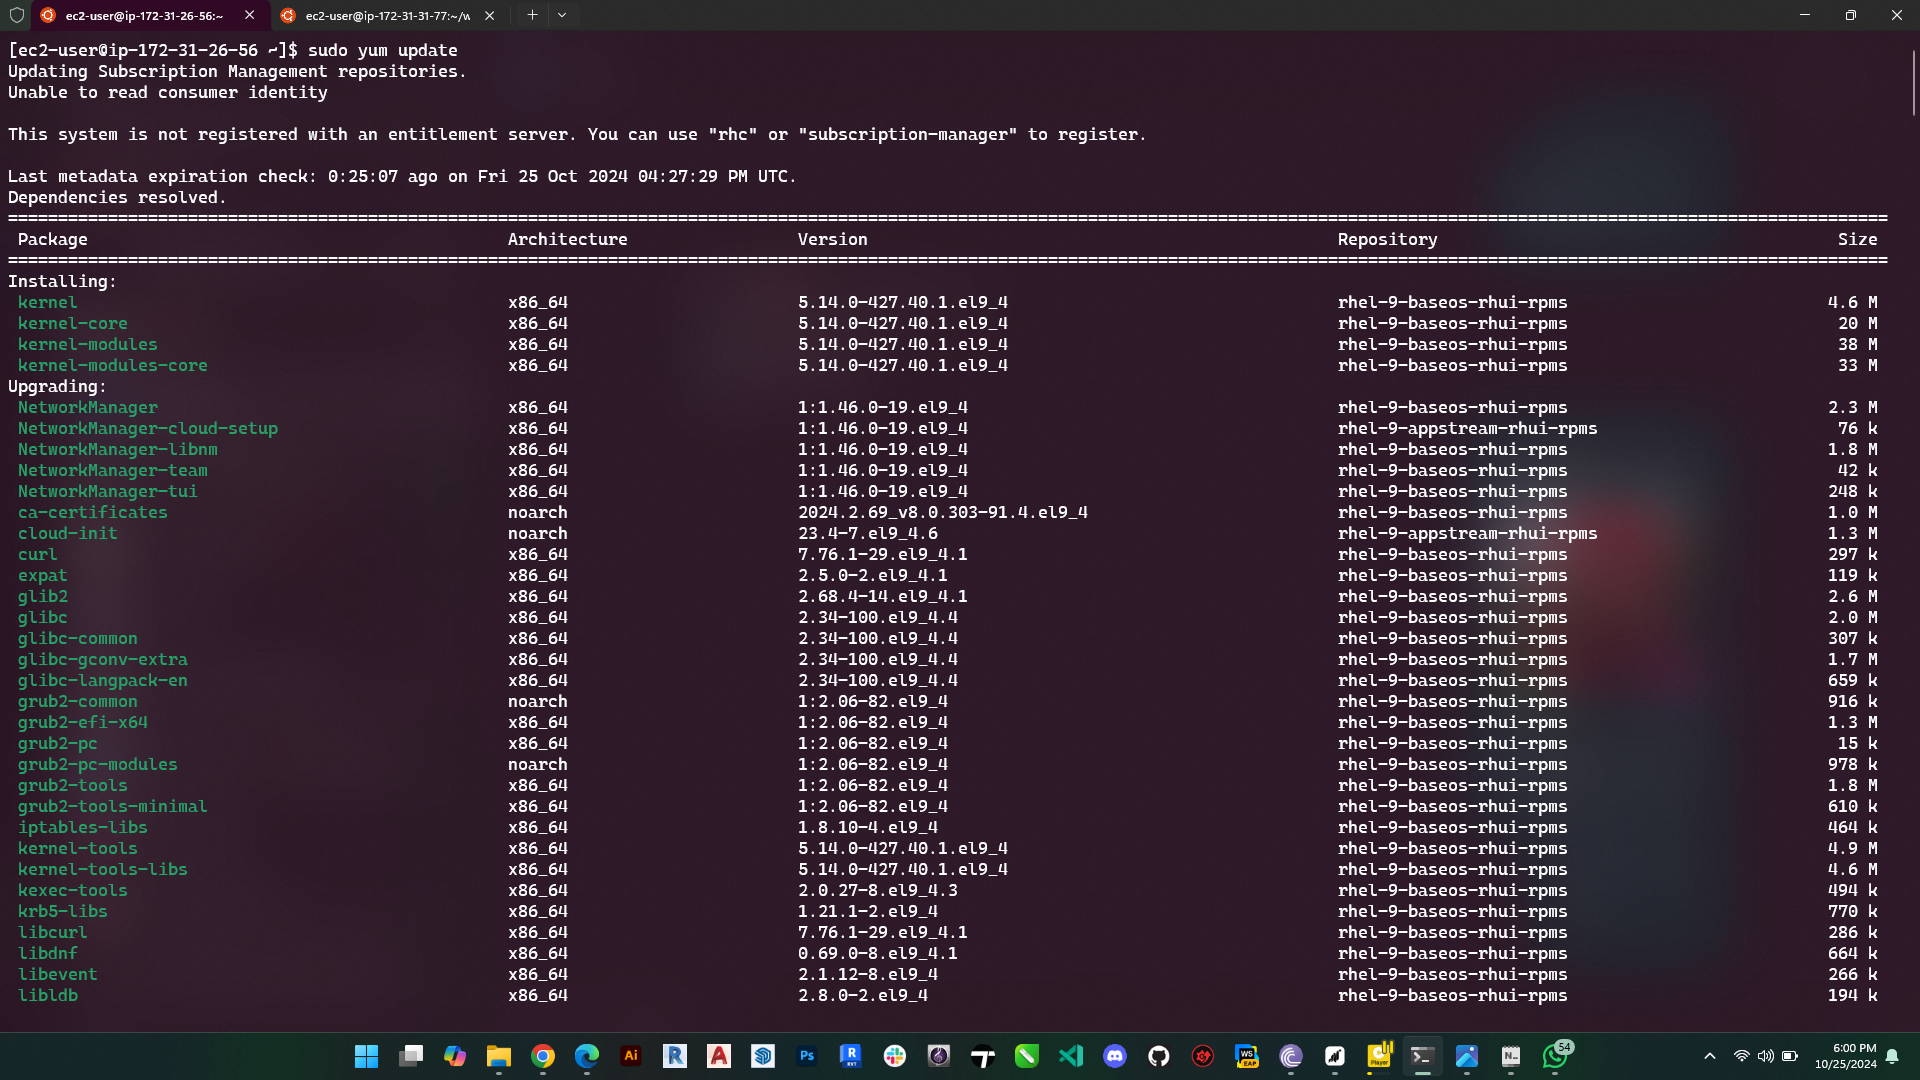 ec2-user@ip-172-31-26-56:~
ec2-user@ip-172-31-31-77:~/w
[ec2-user@ip-172-31-26-56 ~]$ sudo yum update
Updating Subscription Management repositories.
Unable to read consumer identity
This system is not registered with an entitlement server. You can use "rhc" or "subscription-manager" to register.
Last metadata expiration check: 0:25:07 ago on Fri 25 Oct 2024 04:27:29 PM UTC.
Dependencies resolved.
Package Architecture Version Repository Size
Installing:
kernel x86_64 5.14.0-427.40.1.el9_4 rhel-9-baseos-rhui-rpms 4.6 M
kernel-core x86_64 5.14.0-427.40.1.el9_4 rhel-9-baseos-rhui-rpms 20 M
kernel-modules x86_64 5.14.0-427.40.1.el9_4 rhel-9-baseos-rhui-rpms 38 M
kernel-modules-core x86_64 5.14.0-427.40.1.el9_4 rhel-9-baseos-rhui-rpms 33 M
Upgrading:
NetworkManager x86_64 1:1.46.0-19.el9_4 rhel-9-baseos-rhui-rpms 2.3 M
NetworkManager-cloud-setup x86_64 1:1.46.0-19.el9_4 rhel-9-appstream-rhui-rpms 76 k
NetworkManager-libnm x86_64 1:1.46.0-19.el9_4 rhel-9-baseos-rhui-rpms 1.8 M
NetworkManager-team x86_64 1:1.46.0-19.el9_4 rhel-9-baseos-rhui-rpms 42 k
NetworkManager-tui x86_64 1:1.46.0-19.el9_4 rhel-9-baseos-rhui-rpms 248 k
ca-certificates noarch 2024.2.69_v8.0.303-91.4.el9_4 rhel-9-baseos-rhui-rpms 1.0 M
cloud-init noarch 23.4-7.el9_4.6 rhel-9-appstream-rhui-rpms 1.3 M
curl x86_64 7.76.1-29.el9_4.1 rhel-9-baseos-rhui-rpms 297 k
expat x86_64 2.5.0-2.el9_4.1 rhel-9-baseos-rhui-rpms 119 k
glib2 x86_64 2.68.4-14.el9_4.1 rhel-9-baseos-rhui-rpms 2.6 M
glibc x86_64 2.34-100.el9_4.4 rhel-9-baseos-rhui-rpms 2.0 M
glibc-common x86_64 2.34-100.el9_4.4 rhel-9-baseos-rhui-rpms 307 k
glibc-gconv-extra x86_64 2.34-100.el9_4.4 rhel-9-baseos-rhui-rpms 1.7 M
glibc-langpack-en x86_64 2.34-100.el9_4.4 rhel-9-baseos-rhui-rpms 659 k
grub2-common noarch 1:2.06-82.el9_4 rhel-9-baseos-rhui-rpms 916 k
grub2-efi-x64 x86_64 1:2.06-82.el9_4 rhel-9-baseos-rhui-rpms 1.3 M
grub2-pc x86_64 1:2.06-82.el9_4 rhel-9-baseos-rhui-rpms 15 k
grub2-pc-modules noarch 1:2.06-82.el9_4 rhel-9-baseos-rhui-rpms 978 k
grub2-tools x86_64 1:2.06-82.el9_4 rhel-9-baseos-rhui-rpms 1.8 M
grub2-tools-minimal x86_64 1:2.06-82.el9_4 rhel-9-baseos-rhui-rpms 610 k
iptables-libs x86_64 1.8.10-4.el9_4 rhel-9-baseos-rhui-rpms 464 k
kernel-tools x86_64 5.14.0-427.40.1.el9_4 rhel-9-baseos-rhui-rpms 4.9 M
kernel-tools-libs x86_64 5.14.0-427.40.1.el9_4 rhel-9-baseos-rhui-rpms 4.6 M
kexec-tools x86_64 2.0.27-8.el9_4.3 rhel-9-baseos-rhui-rpms 494 k
krb5-libs x86_64 1.21.1-2.el9_4 rhel-9-baseos-rhui-rpms 770 k
libcurl x86_64 7.76.1-29.el9_4.1 rhel-9-baseos-rhui-rpms 286 k
libdnf x86_64 0.69.0-8.el9_4.1 rhel-9-baseos-rhui-rpms 664 k
libevent x86_64 2.1.12-8.el9_4 rhel-9-baseos-rhui-rpms 266 k
libldb x86_64 2.8.0-2.el9_4 rhel-9-baseos-rhui-rpms 194 k
Ai R A Ps R RVT WS EAP Player N 54
6:00 PM
10/25/2024